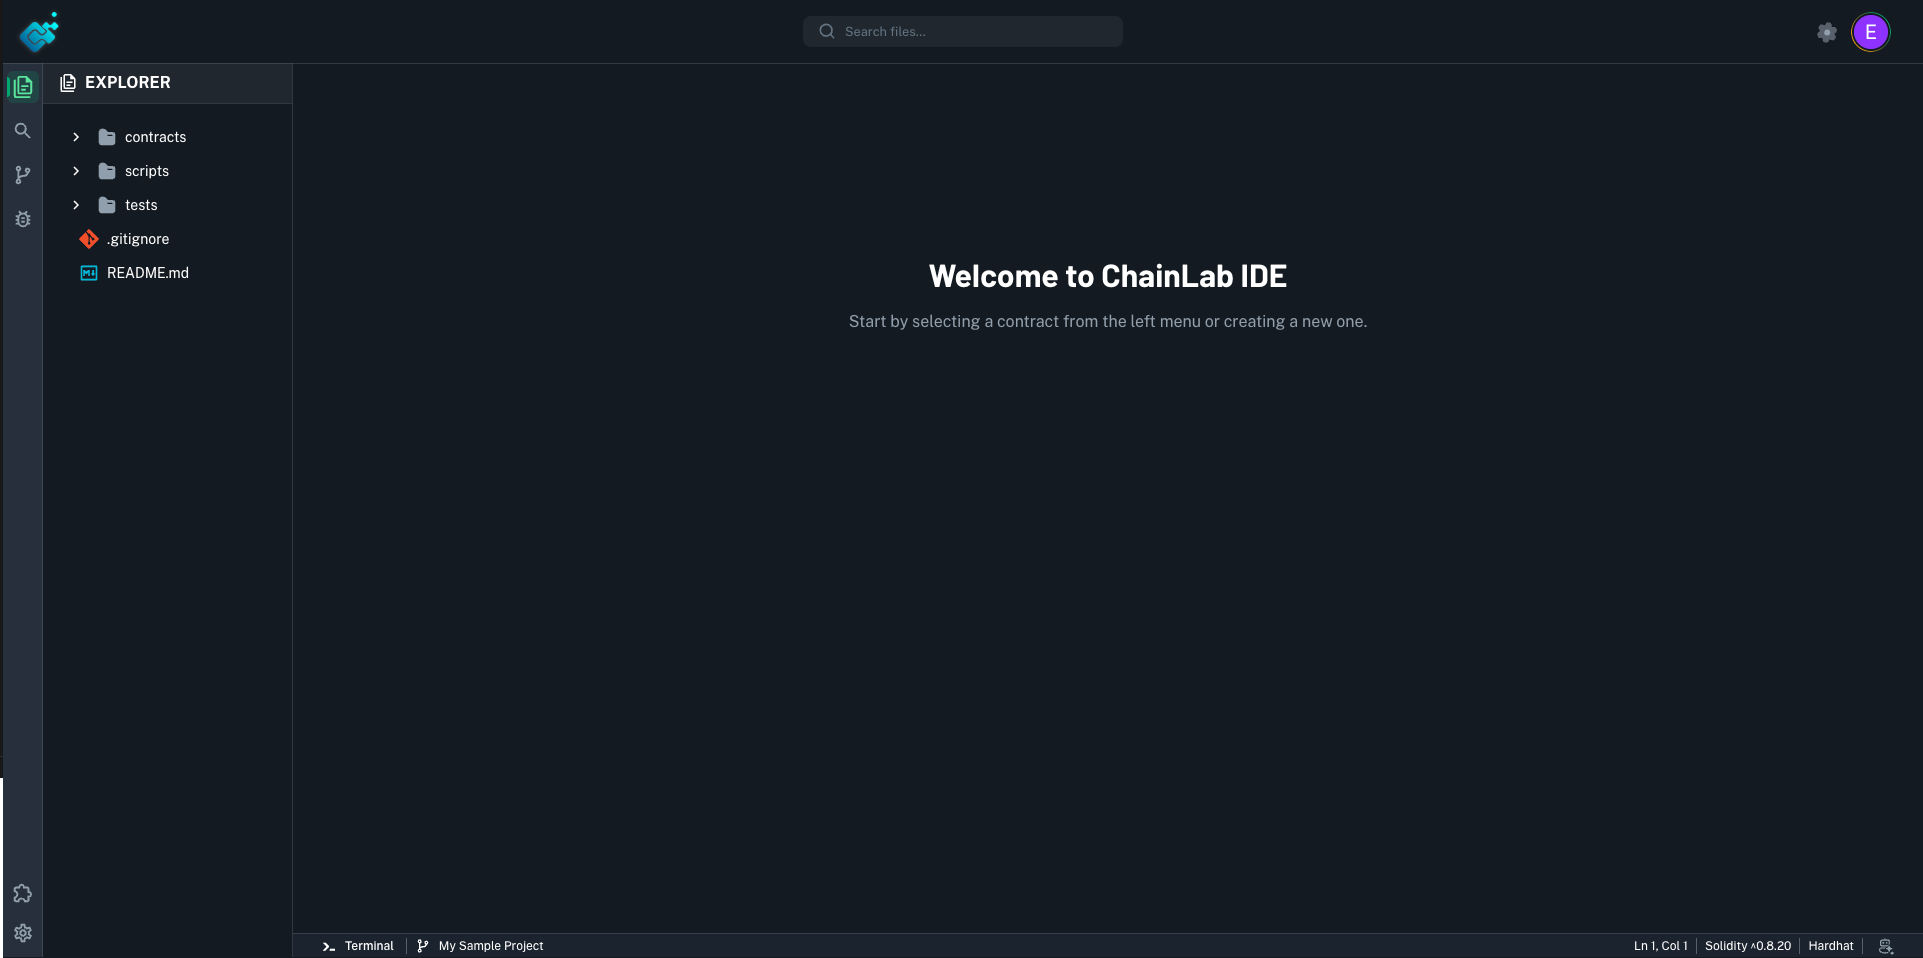 Search files...
E
EXPLORER
contracts
scripts
tests
.gitignore
README.md
Welcome to ChainLab IDE
Start by selecting a contract from the left menu or creating a new one.
Terminal
My Sample Project
Ln 1, Col 1
Solidity ^0.8.20
Hardhat